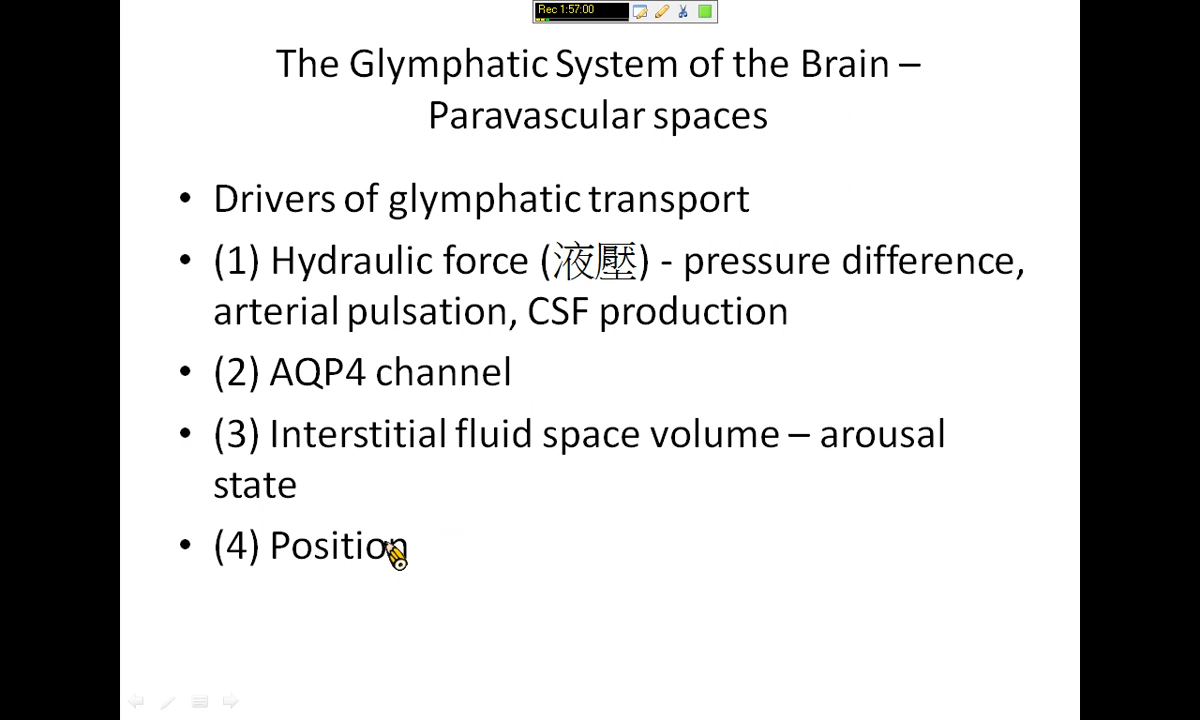 Rec 1:57:00
The Glymphatic System of the Brain –
Paravascular spaces
• Drivers of glymphatic transport
• (1) Hydraulic force (液壓) - pressure difference,
arterial pulsation, CSF production
• (2) AQP4 channel
• (3) Interstitial fluid space volume – arousal
state
• (4) Position